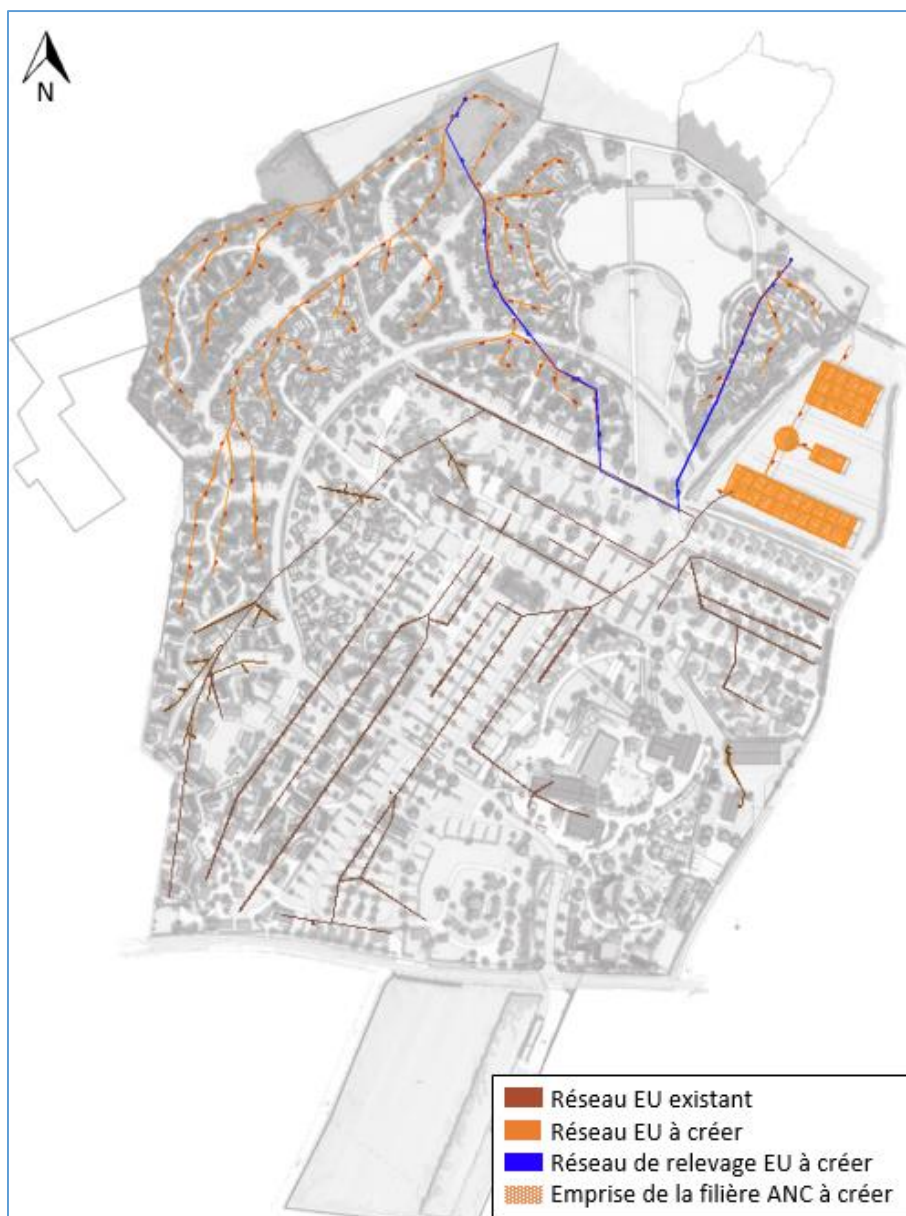 N
Réseau EU existant
Réseau EU à créer
Réseau de relevage EU à créer
Emprise de la filière ANC à créer